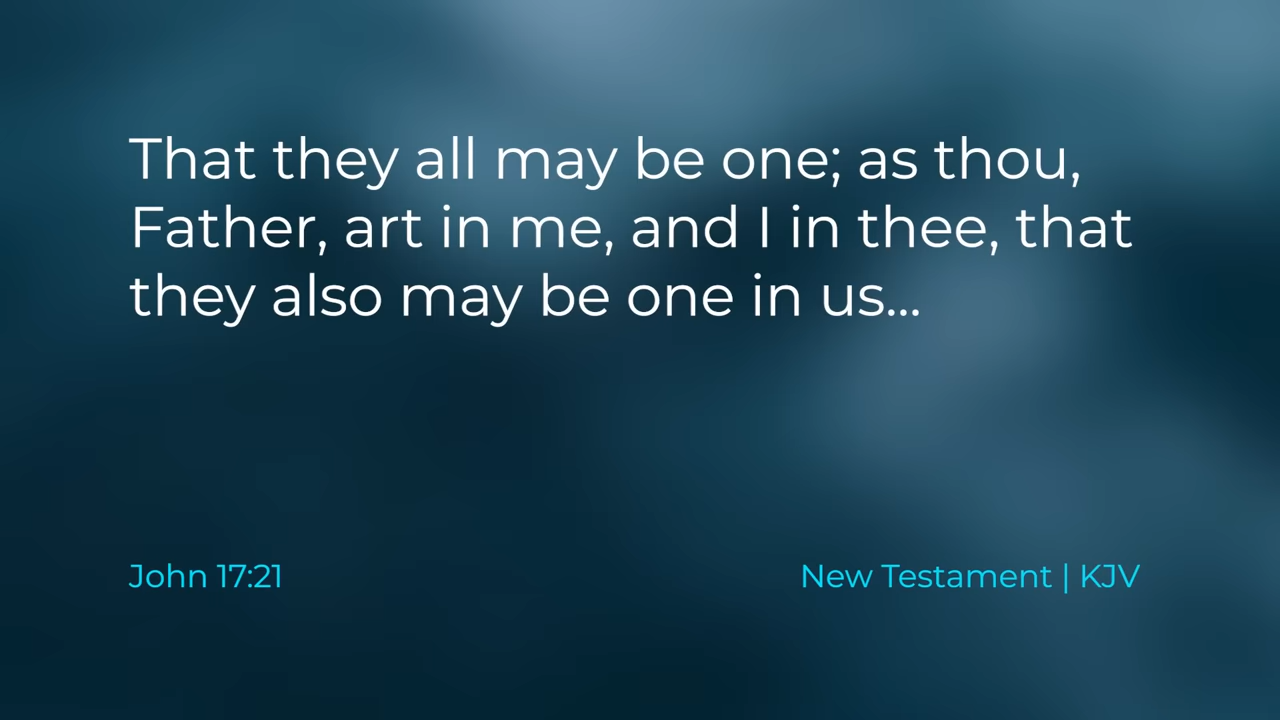 That they all may be one; as thou,
Father, art in me, and I in thee, that
they also may be one in us...
John 17:21
New Testament | KJV